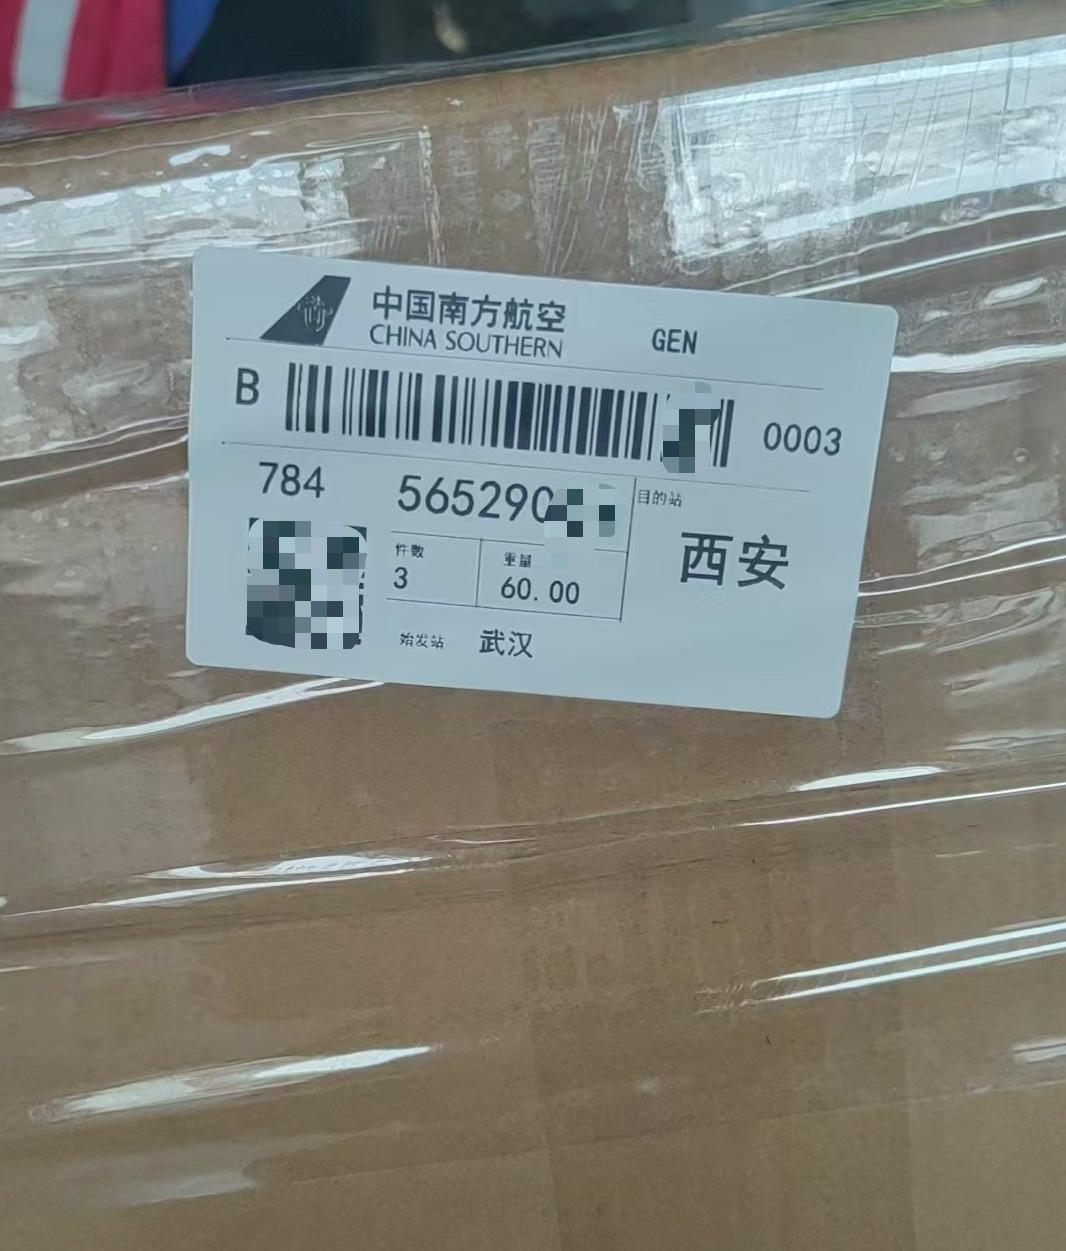 中国南方航空
CHINA SOUTHERN
GEN
B
0003
784
565290
目的站
西安
件数
3
重量
60.00
始发站
武汉